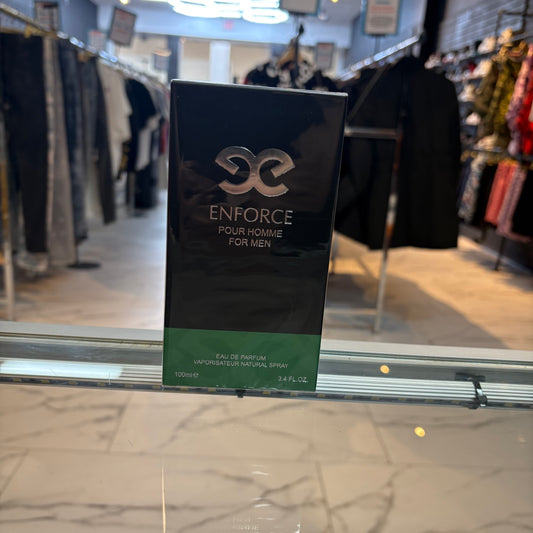 ENFORCE
POUR HOMME
FOR MEN
EAU DE PARFUM
VAPORISATEUR NATURAL SPRAY
100ml℮ 3.4 FL.OZ.